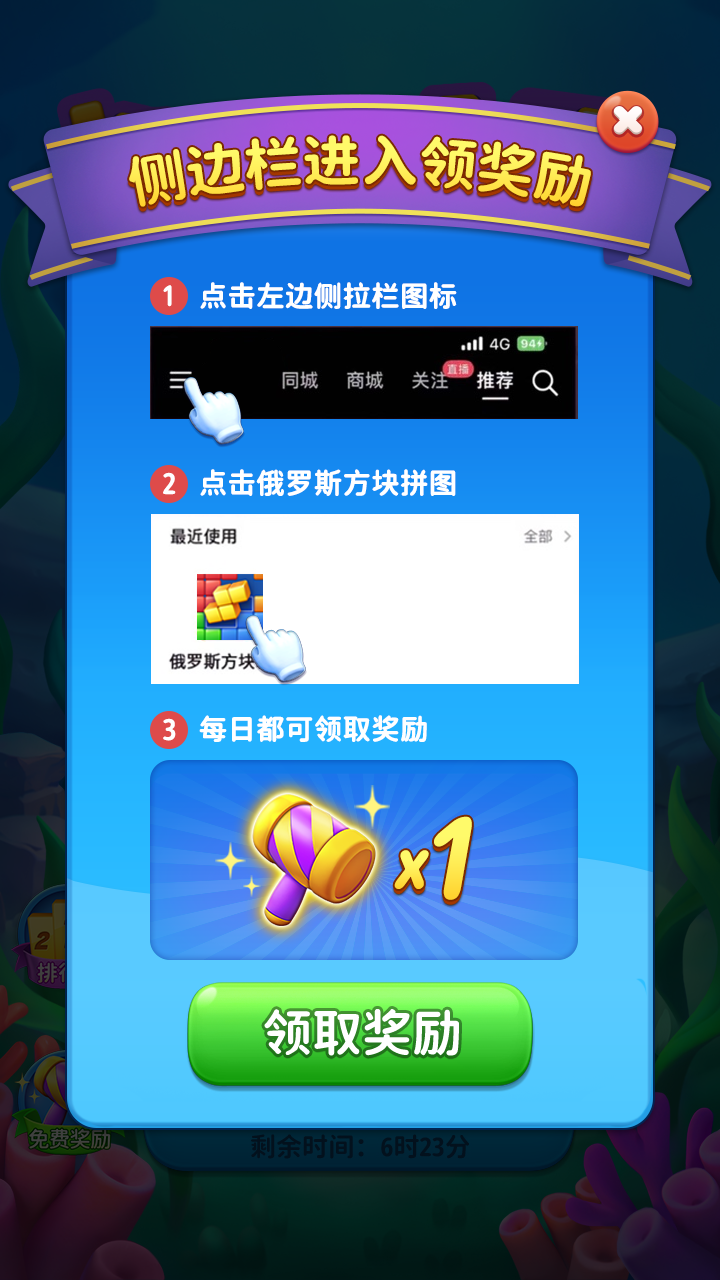 侧边栏进入领奖励
1 点击左边侧拉栏图标
4G 94
同城 商城 关注 直播 推荐
2 点击俄罗斯方块拼图
最近使用 全部
俄罗斯方块
3 每日都可领取奖励
x1
2
排行
领取奖励
免费奖励
剩余时间：6时23分